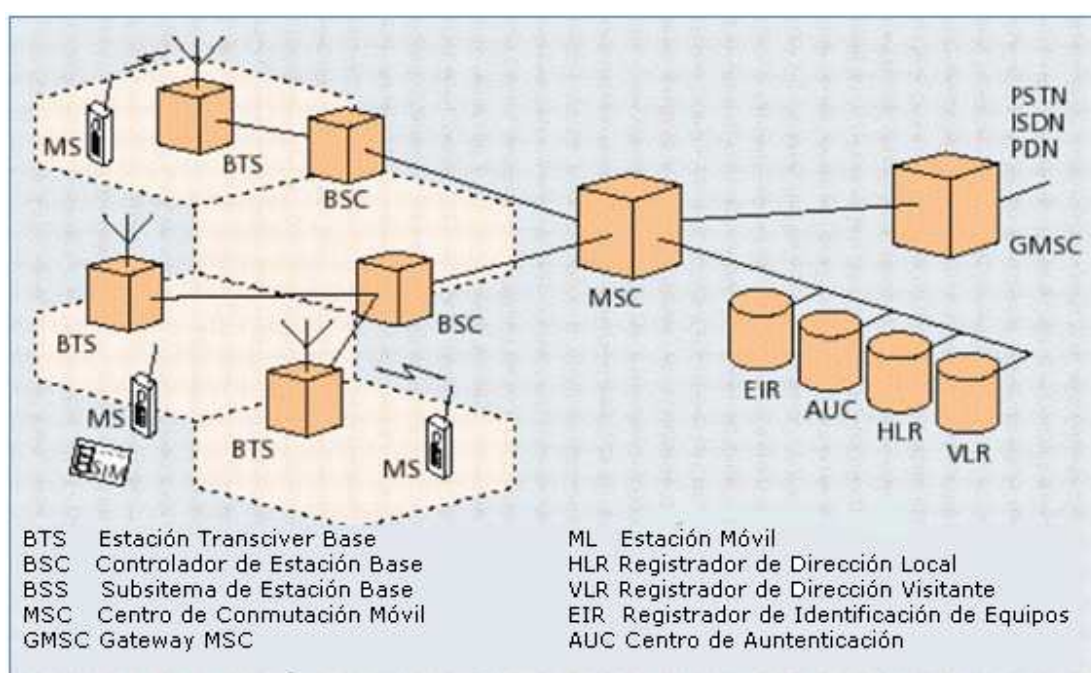 PSTN
ISDN
PDN
MS
BTS
BSC
GMSC
MSC
BSC
BTS
EIR
AUC
HLR
VLR
MS
BTS
MS
SIM
BTS Estación Transciver Base
BSC Controlador de Estación Base
BSS Subsitema de Estación Base
MSC Centro de Conmutación Móvil
GMSC Gateway MSC
ML Estación Móvil
HLR Registrador de Dirección Local
VLR Registrador de Dirección Visitante
EIR Registrador de Identificación de Equipos
AUC Centro de Auntenticación